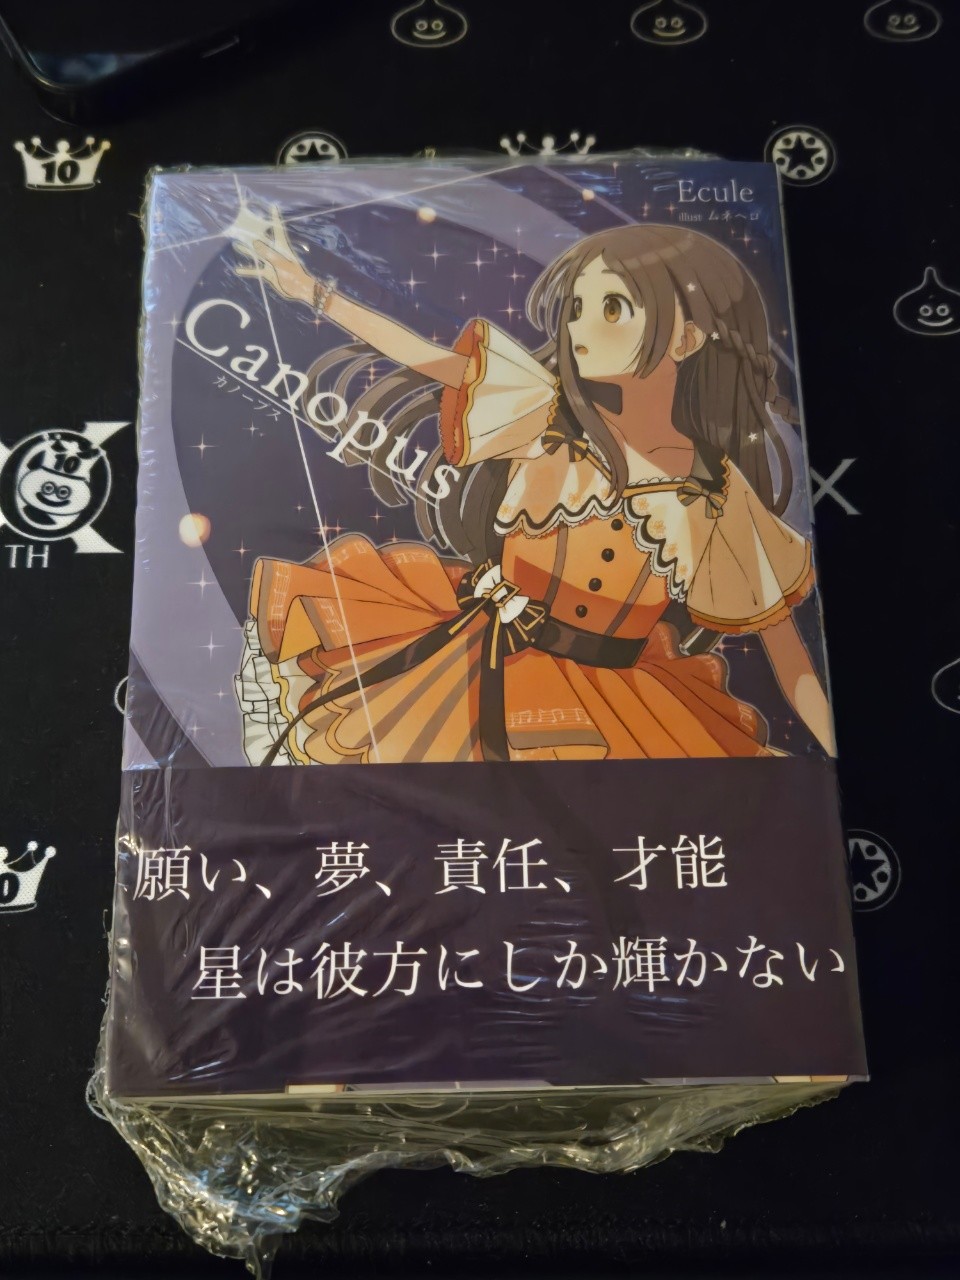 10
Ecule
illust ムネヘロ
Canopus
カノープス
10
X
TH
願い、夢、責任、才能
星は彼方にしか輝かない